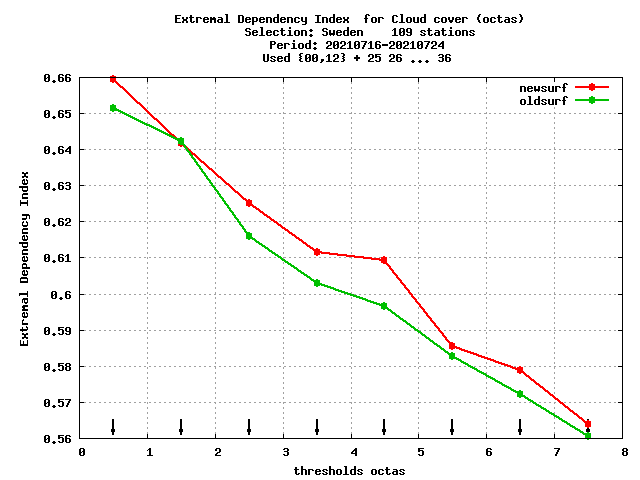 Extremal Dependency Index  for Cloud cover (octas)
Selection: Sweden    109 stations
Period: 20210716-20210724
Used {00,12} + 25 26 ... 36
newsurf
oldsurf
0.66
0.65
0.64
0.63
0.62
0.61
0.6
0.59
0.58
0.57
0.56
Extremal Dependency Index
0 1 2 3 4 5 6 7 8
thresholds octas